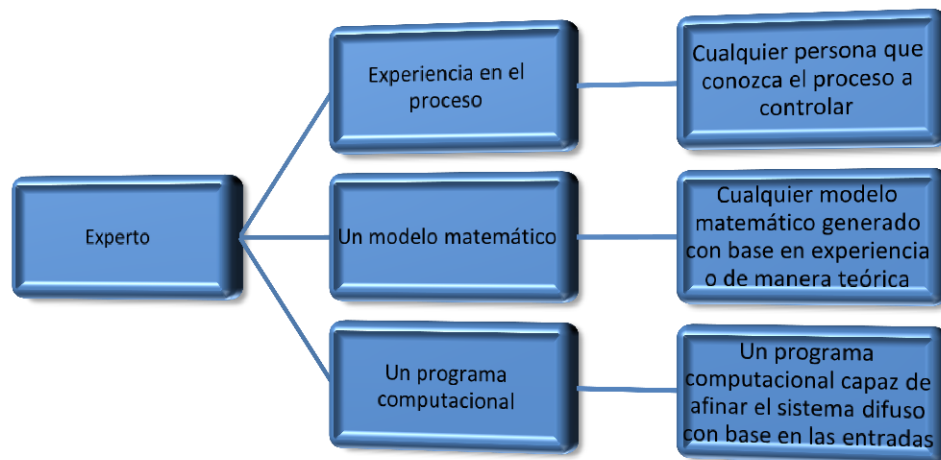 Experto
Experiencia en el
proceso
Cualquier persona que
conozca el proceso a
controlar
Un modelo matemático
Cualquier modelo
matemático generado
con base en experiencia
o de manera teórica
Un programa
computacional
Un programa
computacional capaz de
afinar el sistema difuso
con base en las entradas